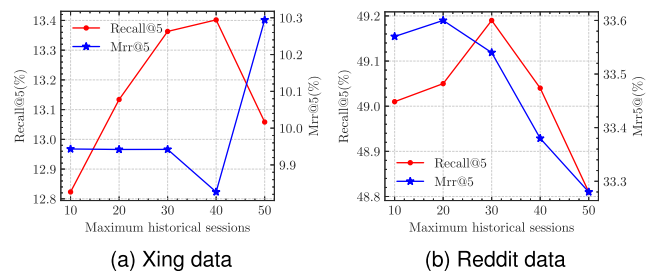 13.4
13.3
13.2
13.1
13.0
12.9
12.8
Recall@5(%)
Recall@5
Mrr@5
10.3
10.2
10.1
10.0
9.9
Mrr@5(%)
10 20 30 40 50
Maximum historical sessions
(a) Xing data
49.2
49.1
49.0
48.9
48.8
Recall@5(%)
Recall@5
Mrr@5
33.6
33.5
33.4
33.3
Mrr5@(%)
10 20 30 40 50
Maximum historical sessions
(b) Reddit data